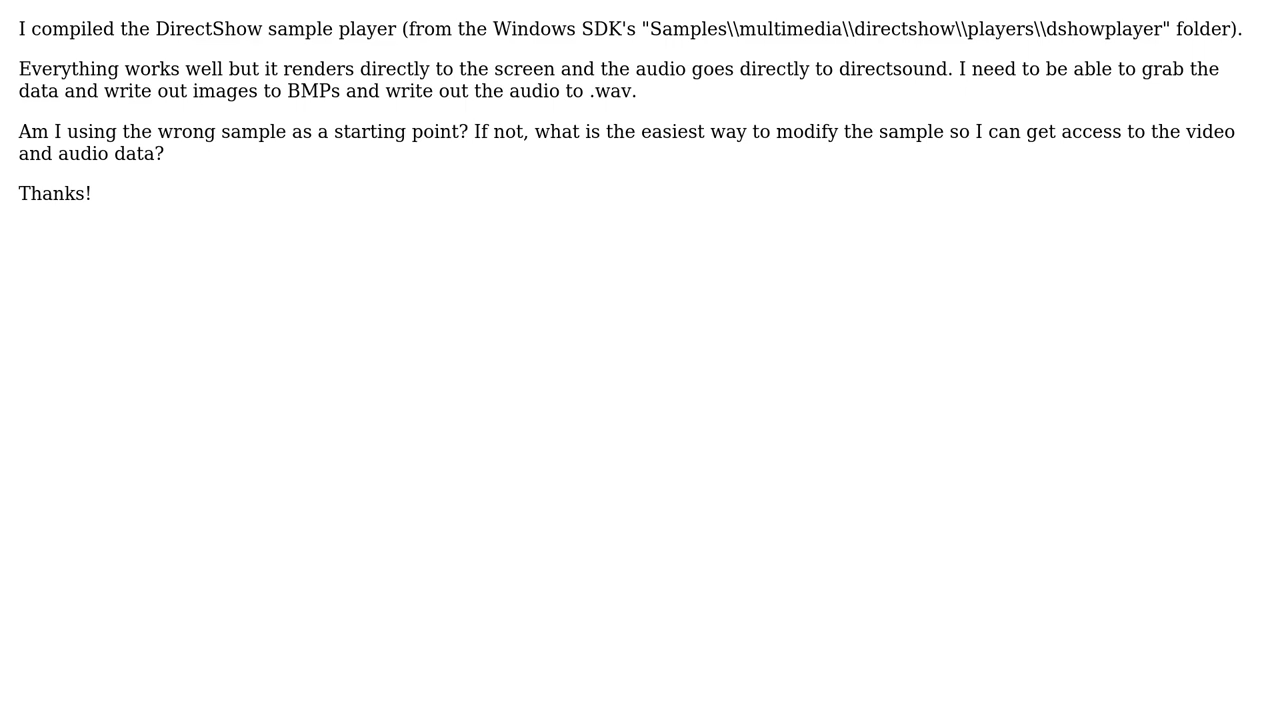 I compiled the DirectShow sample player (from the Windows SDK's "Samples\\multimedia\\directshow\\players\\dshowplayer" folder).
Everything works well but it renders directly to the screen and the audio goes directly to directsound. I need to be able to grab the
data and write out images to BMPs and write out the audio to .wav.
Am I using the wrong sample as a starting point? If not, what is the easiest way to modify the sample so I can get access to the video
and audio data?
Thanks!